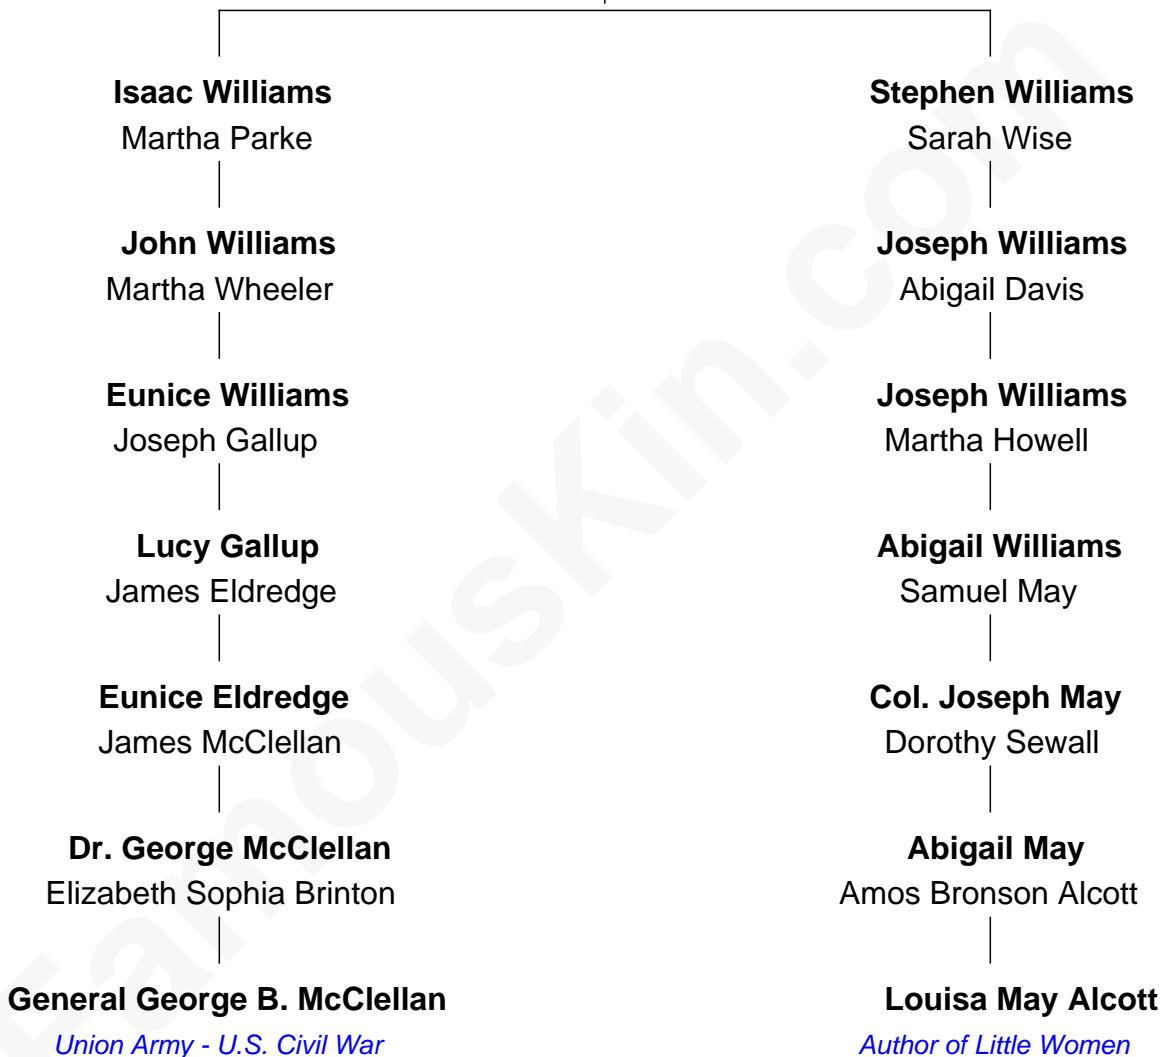 Isaac Williams
Martha Parke
John Williams
Martha Wheeler
Eunice Williams
Joseph Gallup
Lucy Gallup
James Eldredge
Eunice Eldredge
James McClellan
Dr. George McClellan
Elizabeth Sophia Brinton
General George B. McClellan
Union Army - U.S. Civil War
Stephen Williams
Sarah Wise
Joseph Williams
Abigail Davis
Joseph Williams
Martha Howell
Abigail Williams
Samuel May
Col. Joseph May
Dorothy Sewall
Abigail May
Amos Bronson Alcott
Louisa May Alcott
Author of Little Women
FamousKin.com